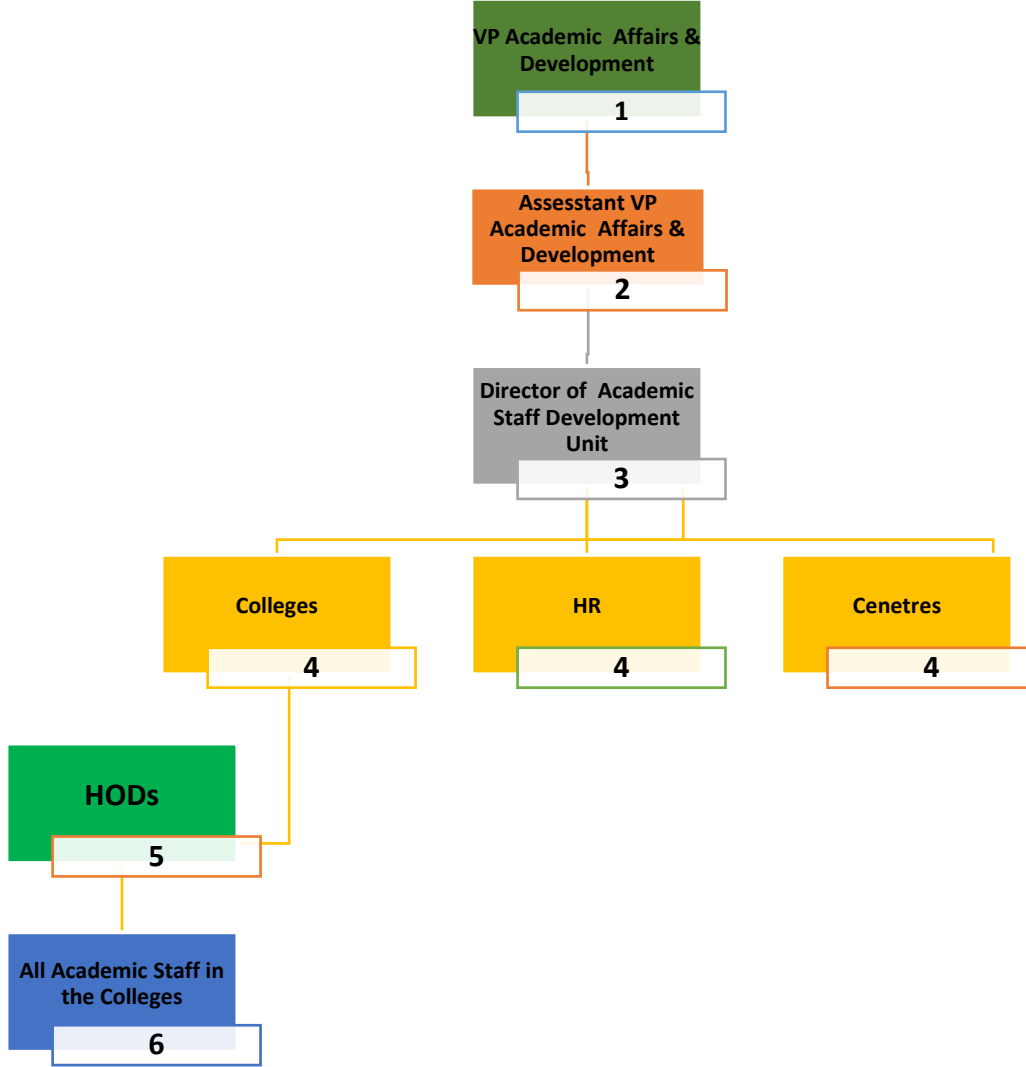 VP Academic Affairs &
Development
1
Assesstant VP
Academic Affairs &
Development
2
Director of Academic
Staff Development
Unit
3
Colleges
4
HR
4
Cenetres
4
HODs
5
All Academic Staff in
the Colleges
6